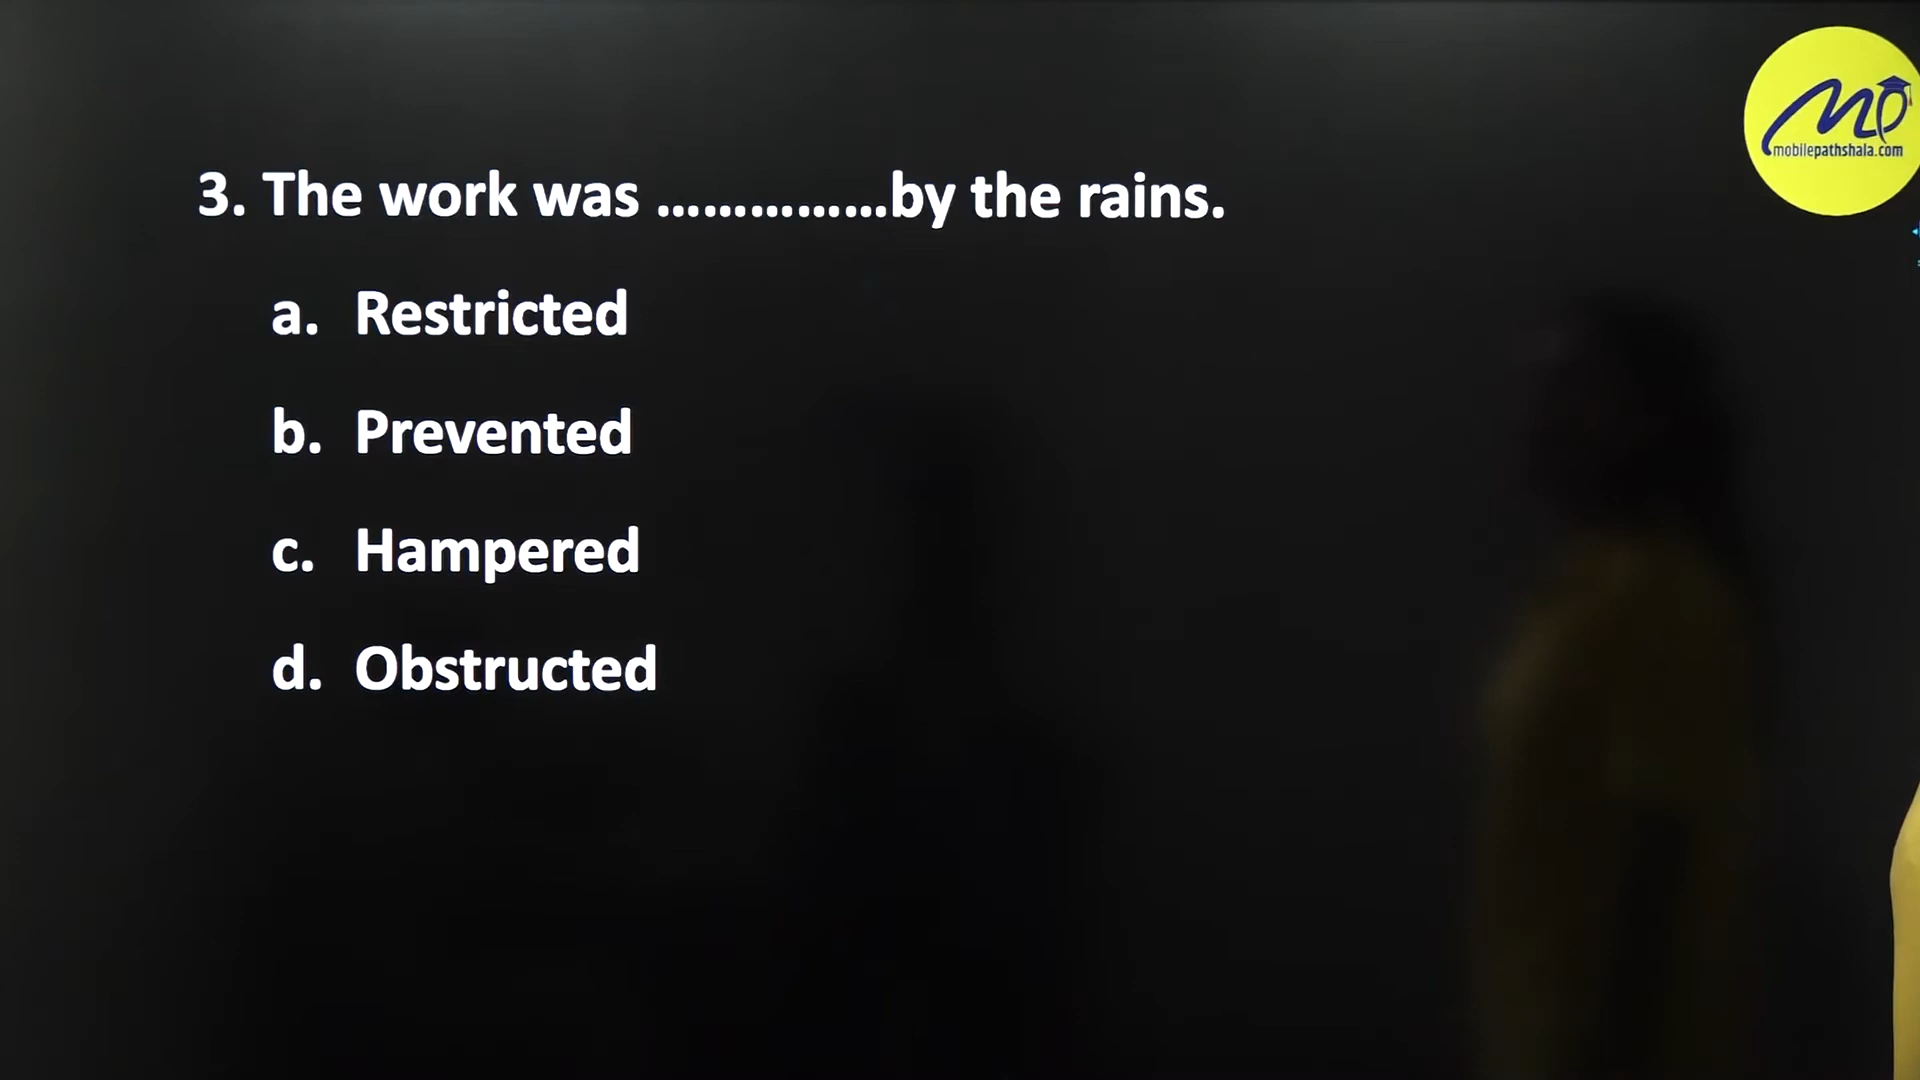 mobilepathshala.com
3. The work was ……………by the rains.
a. Restricted
b. Prevented
c. Hampered
d. Obstructed